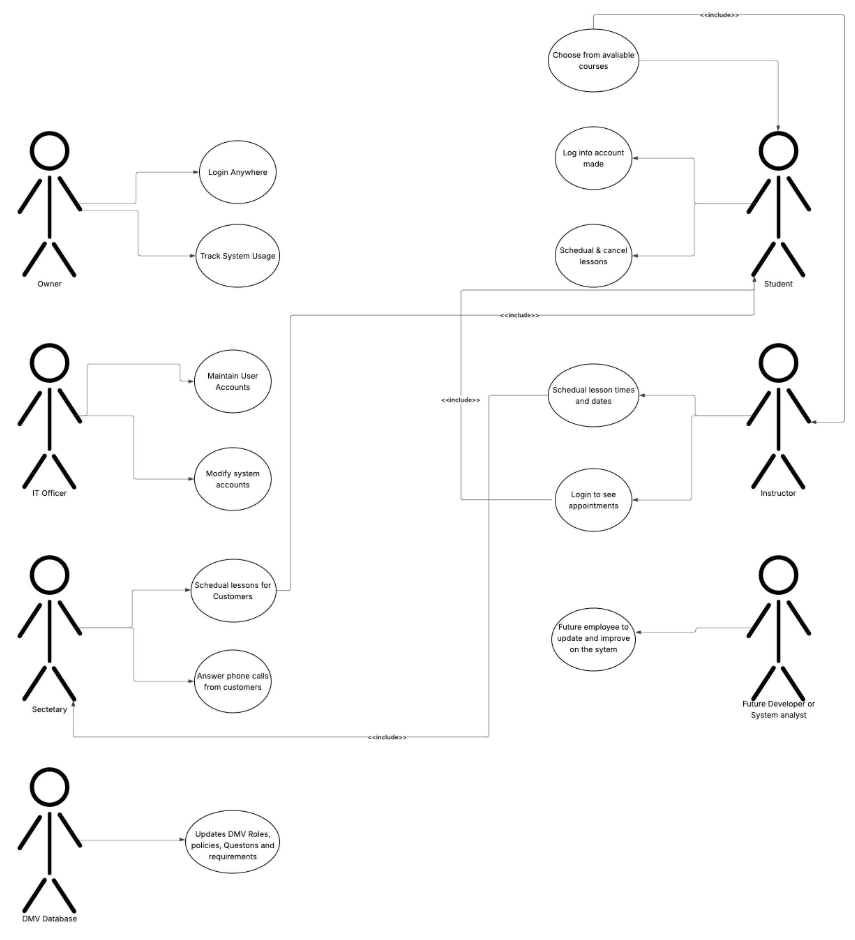 <<include>>
Choose from avaliable
courses
Log into account
made
Login Anywhere
Track System Usage
Schedual & cancel
lessons
Owner
Student
<<include>>
Maintain User
Accounts
Schedual lesson times
and dates
<<include>>
Modify system
accounts
Login to see
appointments
IT Officer
Instructor
Schedual lessons for
Customers
Future employee to
update and improve
on the sytem
Answer phone calls
from customers
Sectetary
Future Developer or
System analyst
<<include>>
Updates DMV Roles,
policies, Questons and
requirements
DMV Database